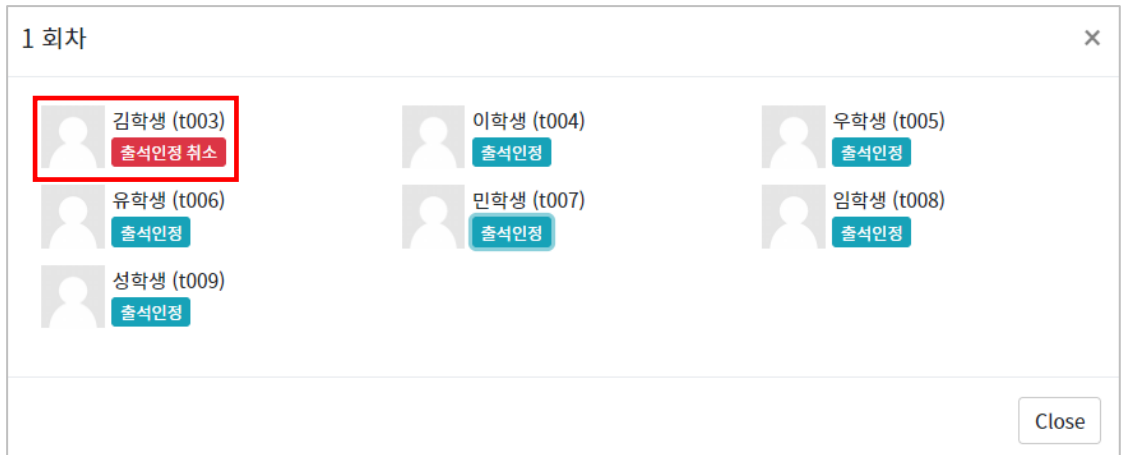 1 회차
×
김학생 (t003)
출석인정 취소
이학생 (t004)
출석인정
우학생 (t005)
출석인정
유학생 (t006)
출석인정
민학생 (t007)
출석인정
임학생 (t008)
출석인정
성학생 (t009)
출석인정
Close